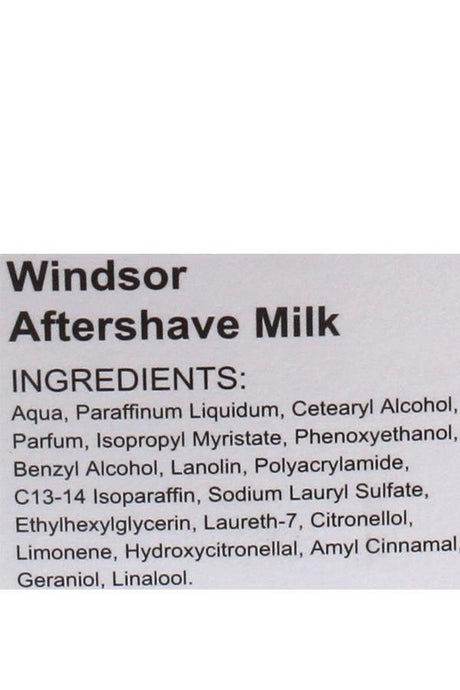 Windsor
Aftershave Milk
INGREDIENTS:
Aqua, Paraffinum Liquidum, Cetearyl Alcohol,
Parfum, Isopropyl Myristate, Phenoxyethanol,
Benzyl Alcohol, Lanolin, Polyacrylamide,
C13-14 Isoparaffin, Sodium Lauryl Sulfate,
Ethylhexylglycerin, Laureth-7, Citronellol,
Limonene, Hydroxycitronellal, Amyl Cinnamal,
Geraniol, Linalool.